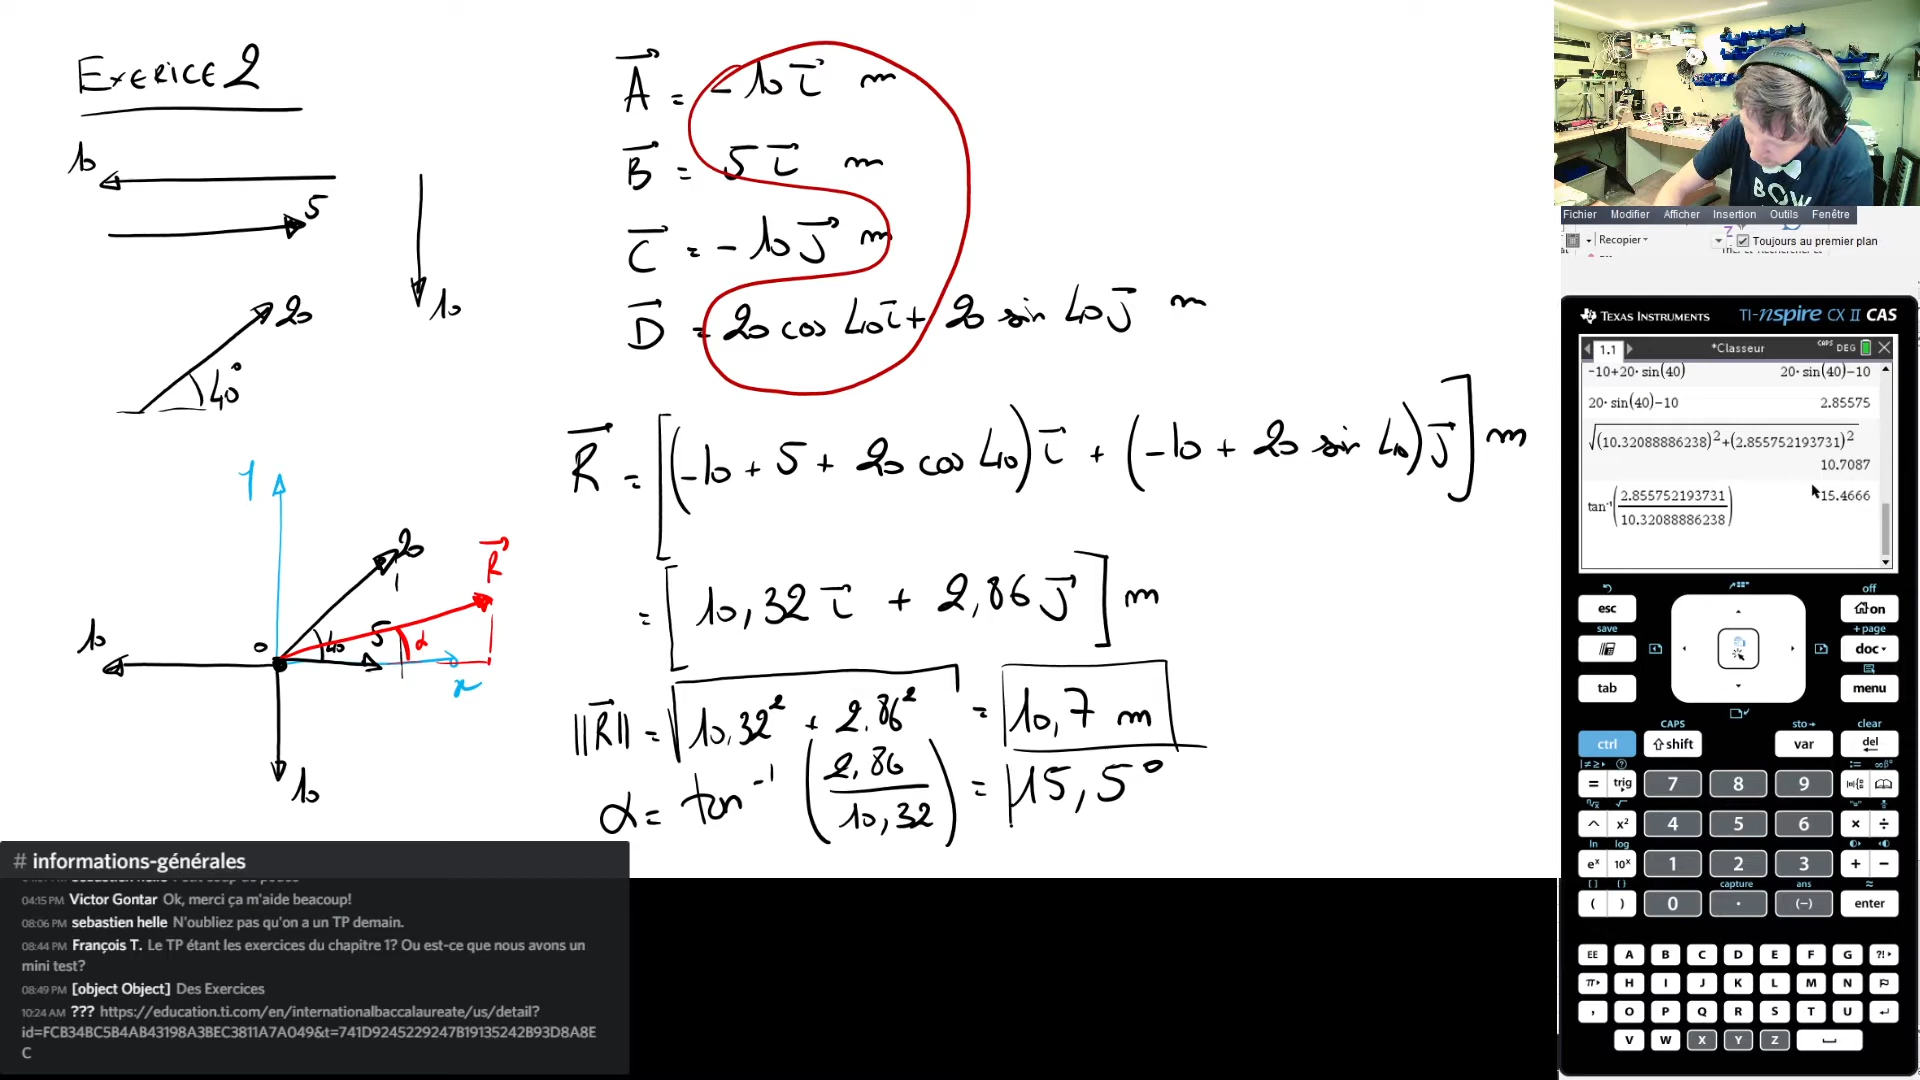 EXERICE 2
10
5
10
20
40°
A = -10 i m
B = 5 i m
C = -10 j m
D = 20 cos 40 i + 20 sin 40 j m
R = [(-10 + 5 + 20 cos 40) i + (-10 + 20 sin 40) j] m
= [10,32 i + 2,86 j] m
||R|| = √10,32² + 2,86² = 10,7 m
α = tan⁻¹ (2,86 / 10,32) = 15,5°
Y
20
R
10
0
40
5
α
x
10
BOW
Fichier Modifier Afficher Insertion Outils Fenêtre
Recopier
Toujours au premier plan
TEXAS INSTRUMENTS TI-nspire CX II CAS
1.1 *Classeur CAPS DEG
-10+20·sin(40) 20·sin(40)-10
20·sin(40)-10 2.85575
√(10.32088886238)²+(2.855752193731)²
10.7087
tan⁻¹(2.855752193731 / 10.32088886238) 15.4666
off
esc on
save +page
doc
tab menu
CAPS sto→ clear
ctrl shift var del
= trig 7 8 9
^ x² 4 5 6 × ÷
ln log
eˣ 10ˣ 1 2 3 + −
[ ] { } capture ans ≈
( ) 0 . (−) enter
EE A B C D E F G ?!
π H I J K L M N
, O P Q R S T U
V W X Y Z
# informations-générales
04:15 PM Victor Gontar Ok, merci ça m'aide beacoup!
08:06 PM sebastien helle N'oubliez pas qu'on a un TP demain.
08:44 PM François T. Le TP étant les exercices du chapitre 1? Ou est-ce que nous avons un
mini test?
08:49 PM [object Object] Des Exercices
10:24 AM ??? https://education.ti.com/en/internationalbaccalaureate/us/detail?
id=FCB34BC5B4AB43198A3BEC3811A7A049&t=741D9245229247B19135242B93D8A8E
C